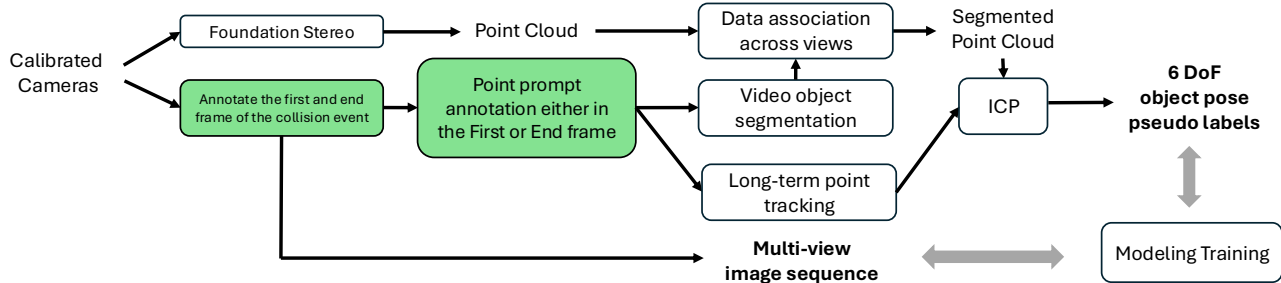 Calibrated
Cameras
Foundation Stereo
Point Cloud
Data association
across views
Segmented
Point Cloud
Annotate the first and end
frame of the collision event
Point prompt
annotation either in
the First or End frame
Video object
segmentation
ICP
6 DoF
object pose
pseudo labels
Long-term point
tracking
Multi-view
image sequence
Modeling Training